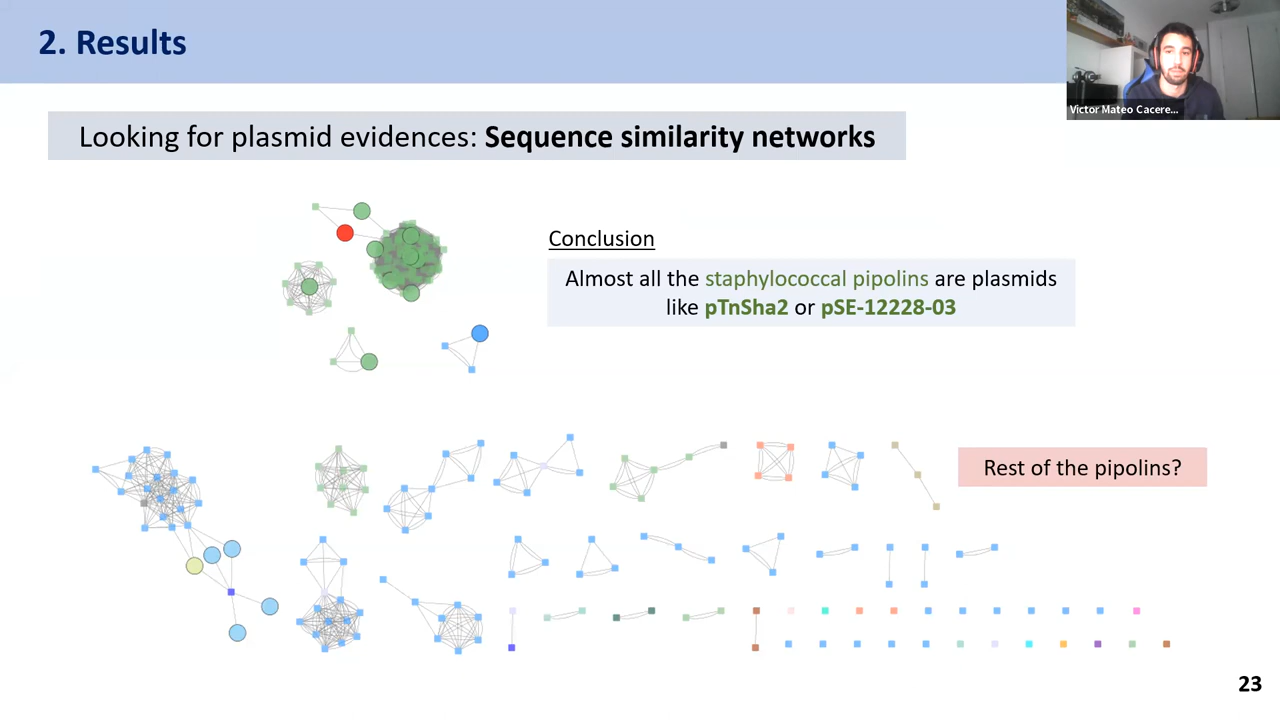 2. Results
Victor Mateo Cacere...
Looking for plasmid evidences: Sequence similarity networks
Conclusion
Almost all the staphylococcal pipolins are plasmids
like pTnSha2 or pSE-12228-03
Rest of the pipolins?
23